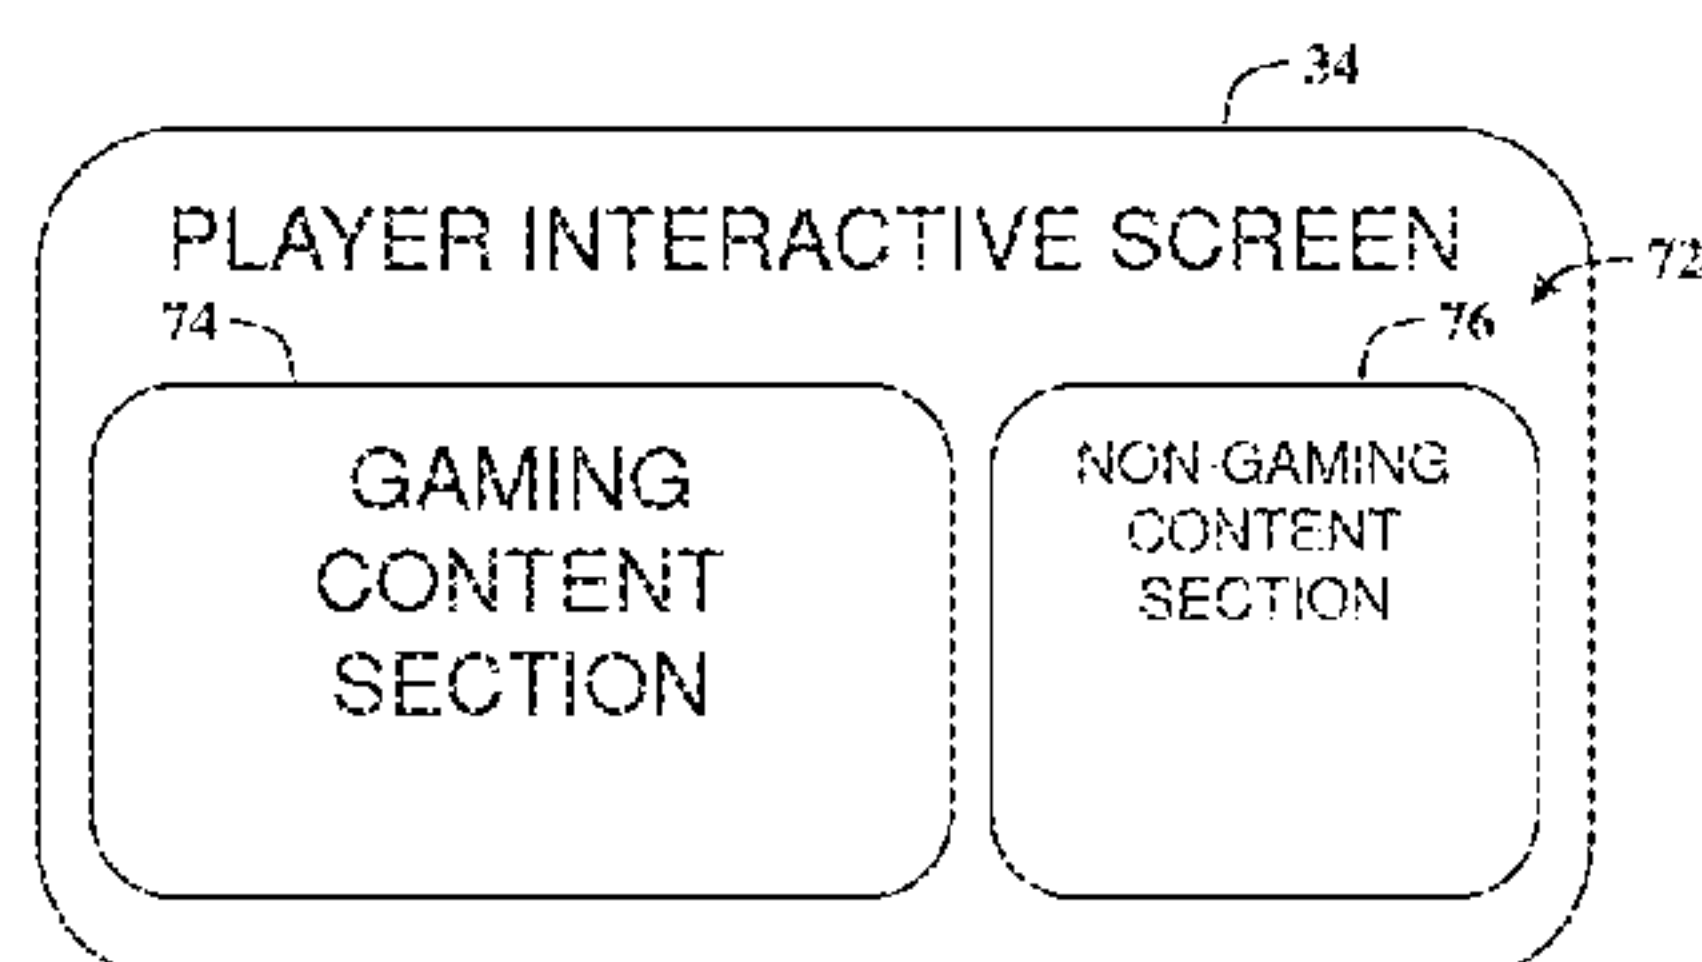 34
PLAYER INTERACTIVE SCREEN
72
74
76
GAMING
CONTENT
SECTION
NON-GAMING
CONTENT
SECTION